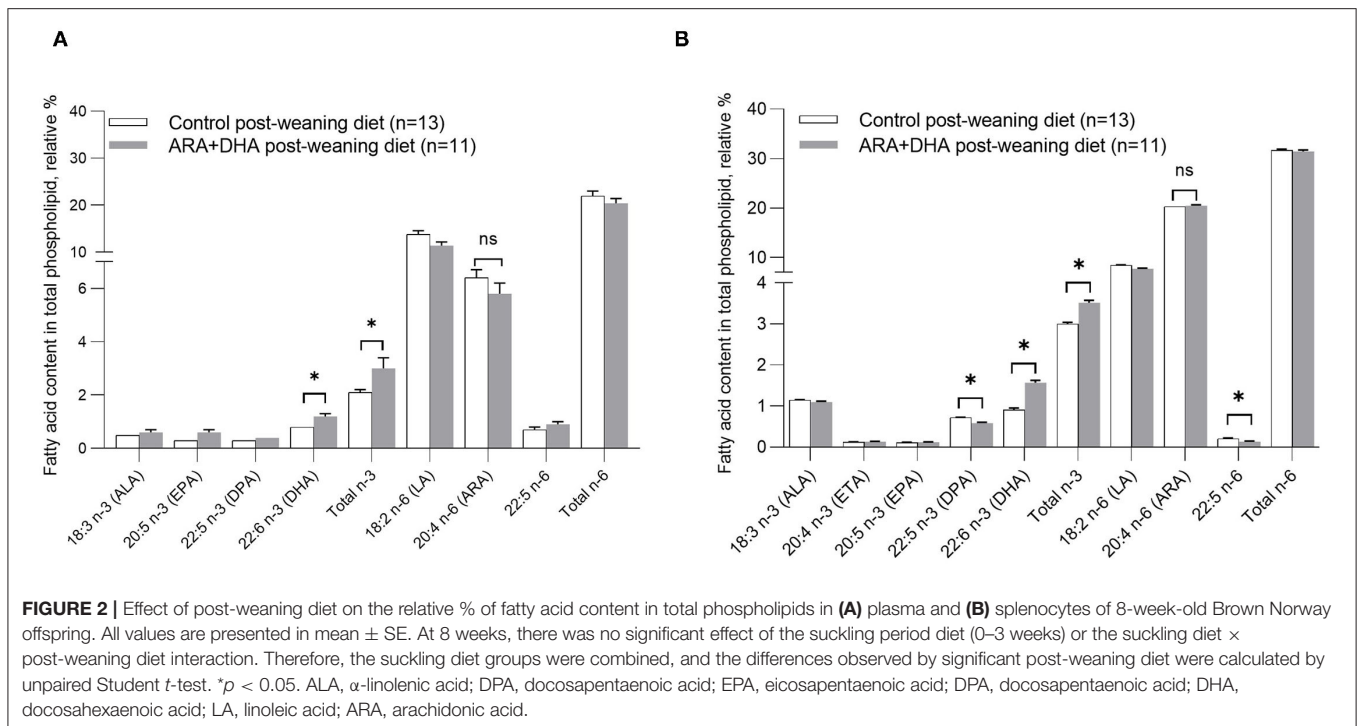 A
B
Fatty acid content in total phospholipid, relative %
40
30
20
10
6
4
2
0
Control post-weaning diet (n=13)
ARA+DHA post-weaning diet (n=11)
*
*
ns
18:3 n-3 (ALA)
20:5 n-3 (EPA)
22:5 n-3 (DPA)
22:6 n-3 (DHA)
Total n-3
18:2 n-6 (LA)
20:4 n-6 (ARA)
22:5 n-6
Total n-6
Fatty acid content in total phospholipid, relative %
40
30
20
10
4
3
2
1
0
Control post-weaning diet (n=13)
ARA+DHA post-weaning diet (n=11)
*
*
*
ns
*
18:3 n-3 (ALA)
20:4 n-3 (ETA)
20:5 n-3 (EPA)
22:5 n-3 (DPA)
22:6 n-3 (DHA)
Total n-3
18:2 n-6 (LA)
20:4 n-6 (ARA)
22:5 n-6
Total n-6
FIGURE 2 | Effect of post-weaning diet on the relative % of fatty acid content in total phospholipids in (A) plasma and (B) splenocytes of 8-week-old Brown Norway
offspring. All values are presented in mean ± SE. At 8 weeks, there was no significant effect of the suckling period diet (0–3 weeks) or the suckling diet ×
post-weaning diet interaction. Therefore, the suckling diet groups were combined, and the differences observed by significant post-weaning diet were calculated by
unpaired Student t-test. *p < 0.05. ALA, α-linolenic acid; DPA, docosapentaenoic acid; EPA, eicosapentaenoic acid; DPA, docosapentaenoic acid; DHA,
docosahexaenoic acid; LA, linoleic acid; ARA, arachidonic acid.